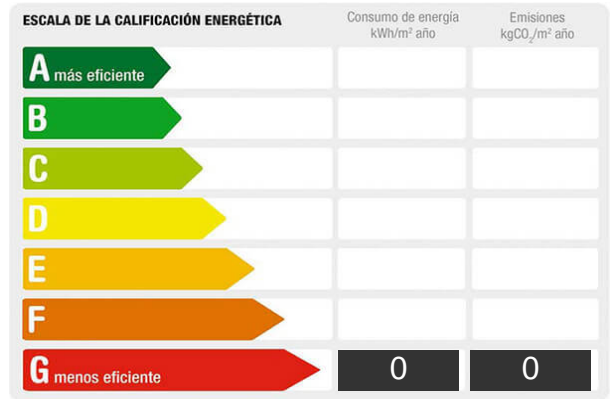 ESCALA DE LA CALIFICACIÓN ENERGÉTICA
Consumo de energía
kWh/m² año
Emisiones
kgCO₂/m² año
A más eficiente
B
C
D
E
F
G menos eficiente
0
0